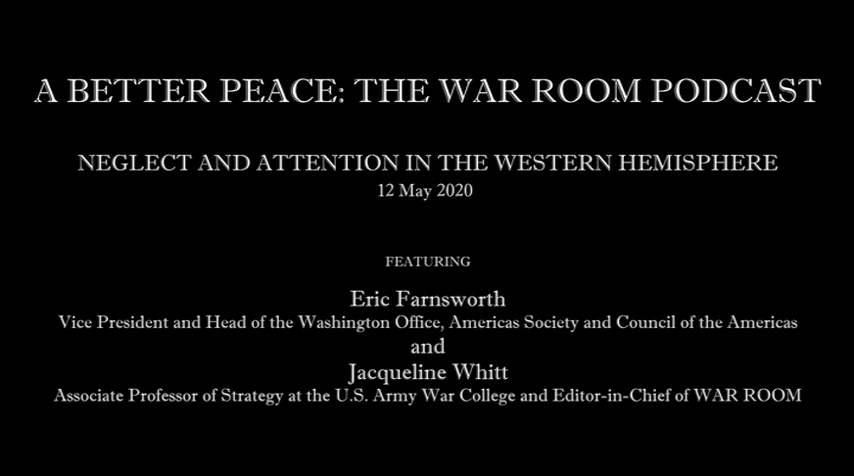 A BETTER PEACE: THE WAR ROOM PODCAST
NEGLECT AND ATTENTION IN THE WESTERN HEMISPHERE
12 May 2020
FEATURING
Eric Farnsworth
Vice President and Head of the Washington Office, Americas Society and Council of the Americas
and
Jacqueline Whitt
Associate Professor of Strategy at the U.S. Army War College and Editor-in-Chief of WAR ROOM